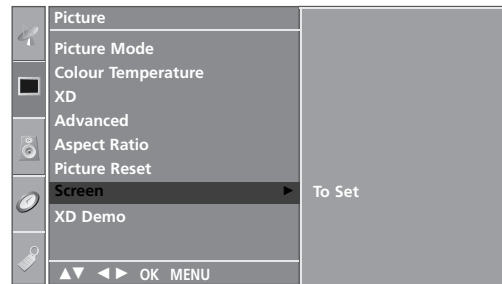 Picture
Picture Mode
Colour Temperature
XD
Advanced
Aspect Ratio
Picture Reset
Screen ► To Set
XD Demo
▲▼ ◄► OK MENU